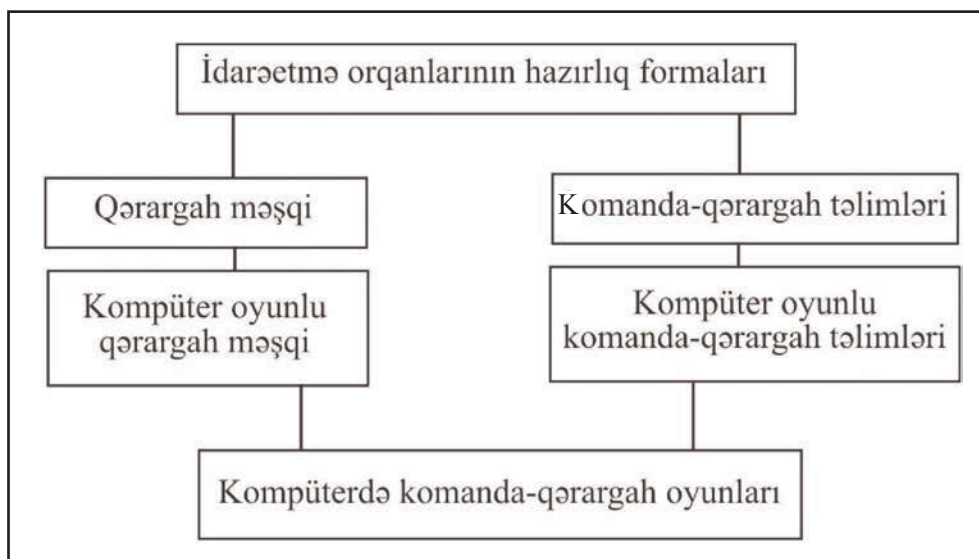 İdarəetmə orqanlarının hazırlıq formaları
Qərargah məşqi
Komanda-qərargah təlimləri
Kompüter oyunlu
qərargah məşqi
Kompüter oyunlu
komanda-qərargah təlimləri
Kompüterdə komanda-qərargah oyunları